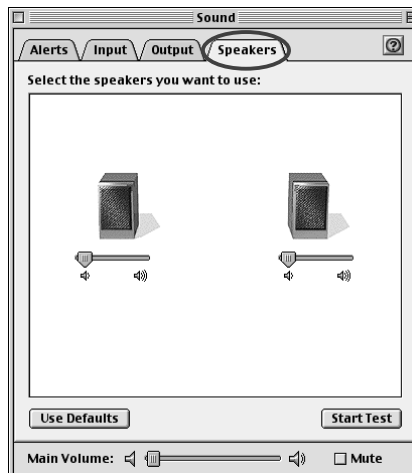 Sound
Alerts Input Output Speakers
Select the speakers you want to use:
Use Defaults Start Test
Main Volume: Mute